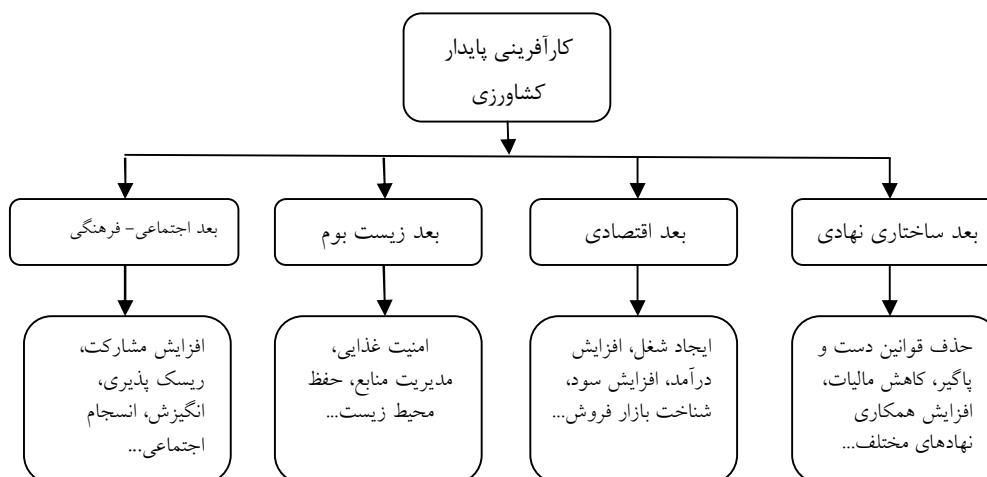 کارآفرینی پایدار
کشاورزی
بعد ساختاری نهادی
بعد اقتصادی
بعد زیست بوم
بعد اجتماعی– فرهنگی
حذف قوانین دست و
پاگیر، کاهش مالیات،
افزایش همکاری
نهادهای مختلف...
ایجاد شغل، افزایش
درآمد، افزایش سود،
شناخت بازار فروش...
امنیت غذایی،
مدیریت منابع، حفظ
محیط زیست...
افزایش مشارکت،
ریسک پذیری،
انگیزش، انسجام
اجتماعی...